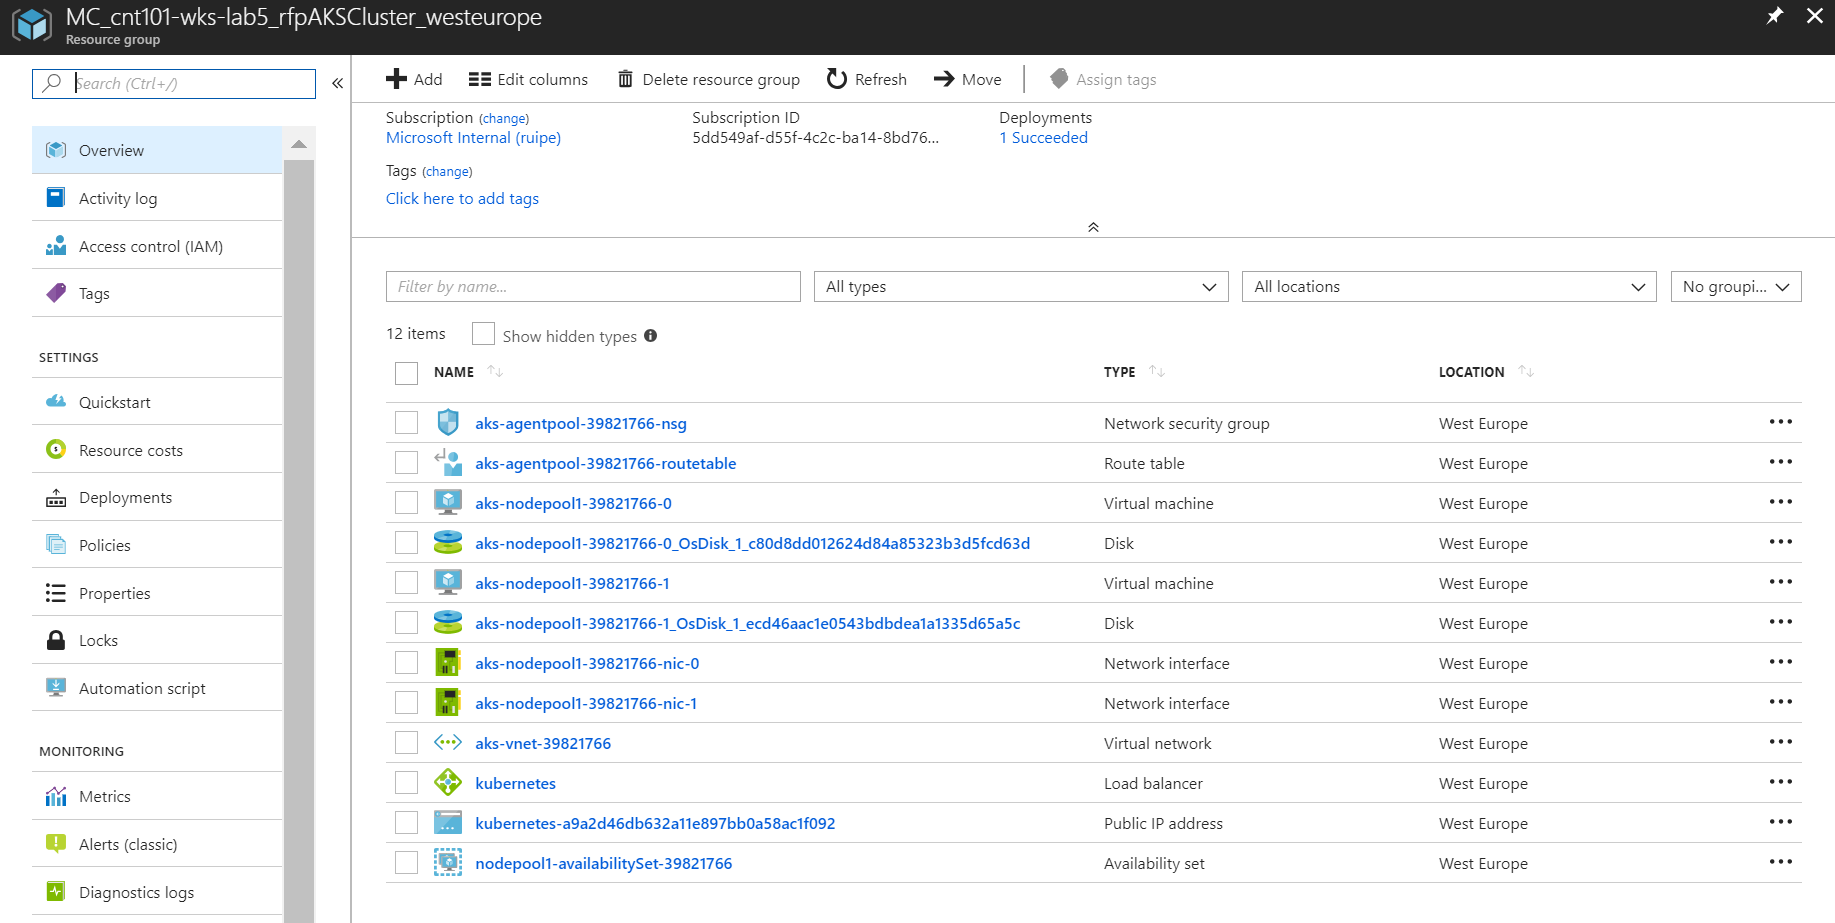 MC_cnt101-wks-lab5_rfpAKSCluster_westeurope
Resource group
Search (Ctrl+/)
Overview
Activity log
Access control (IAM)
Tags
SETTINGS
Quickstart
Resource costs
Deployments
Policies
Properties
Locks
Automation script
MONITORING
Metrics
Alerts (classic)
Diagnostics logs
Add Edit columns Delete resource group Refresh Move Assign tags
Subscription (change) Subscription ID Deployments
Microsoft Internal (ruipe) 5dd549af-d55f-4c2c-ba14-8bd76... 1 Succeeded
Tags (change)
Click here to add tags
Filter by name... All types All locations No groupi...
12 items Show hidden types
NAME TYPE LOCATION
aks-agentpool-39821766-nsg Network security group West Europe
aks-agentpool-39821766-routetable Route table West Europe
aks-nodepool1-39821766-0 Virtual machine West Europe
aks-nodepool1-39821766-0_OsDisk_1_c80d8dd012624d84a85323b3d5fcd63d Disk West Europe
aks-nodepool1-39821766-1 Virtual machine West Europe
aks-nodepool1-39821766-1_OsDisk_1_ecd46aac1e0543bdbdea1a1335d65a5c Disk West Europe
aks-nodepool1-39821766-nic-0 Network interface West Europe
aks-nodepool1-39821766-nic-1 Network interface West Europe
aks-vnet-39821766 Virtual network West Europe
kubernetes Load balancer West Europe
kubernetes-a9a2d46db632a11e897bb0a58ac1f092 Public IP address West Europe
nodepool1-availabilitySet-39821766 Availability set West Europe